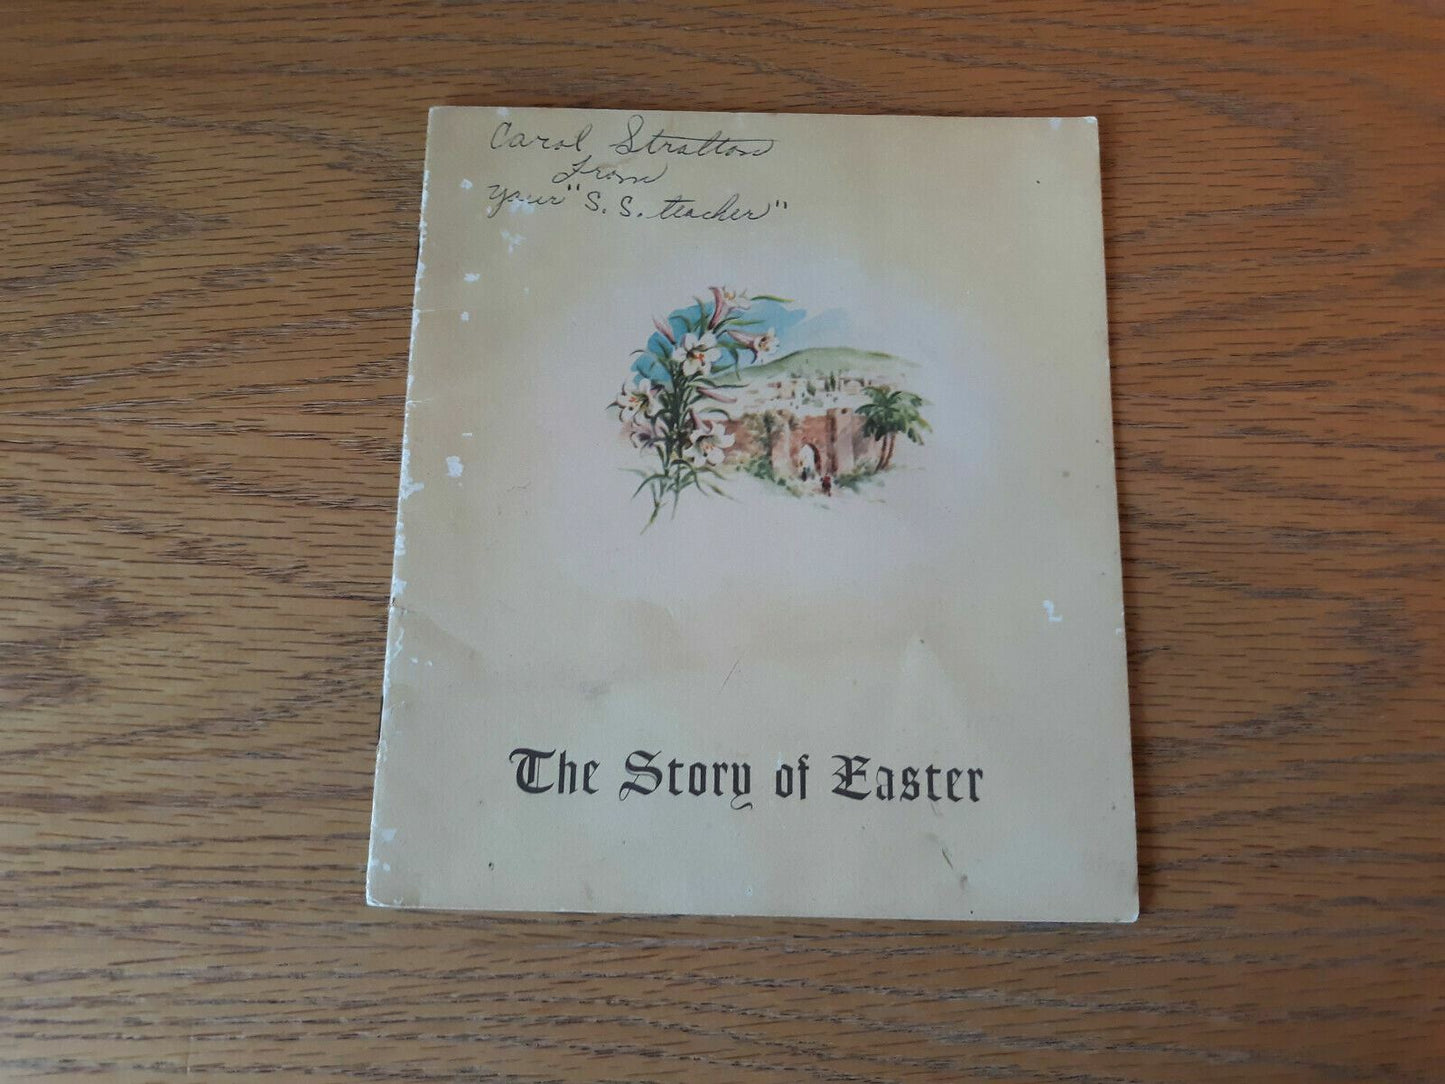 Carol Stratton
From
your "S. S. teacher"
The Story of Easter